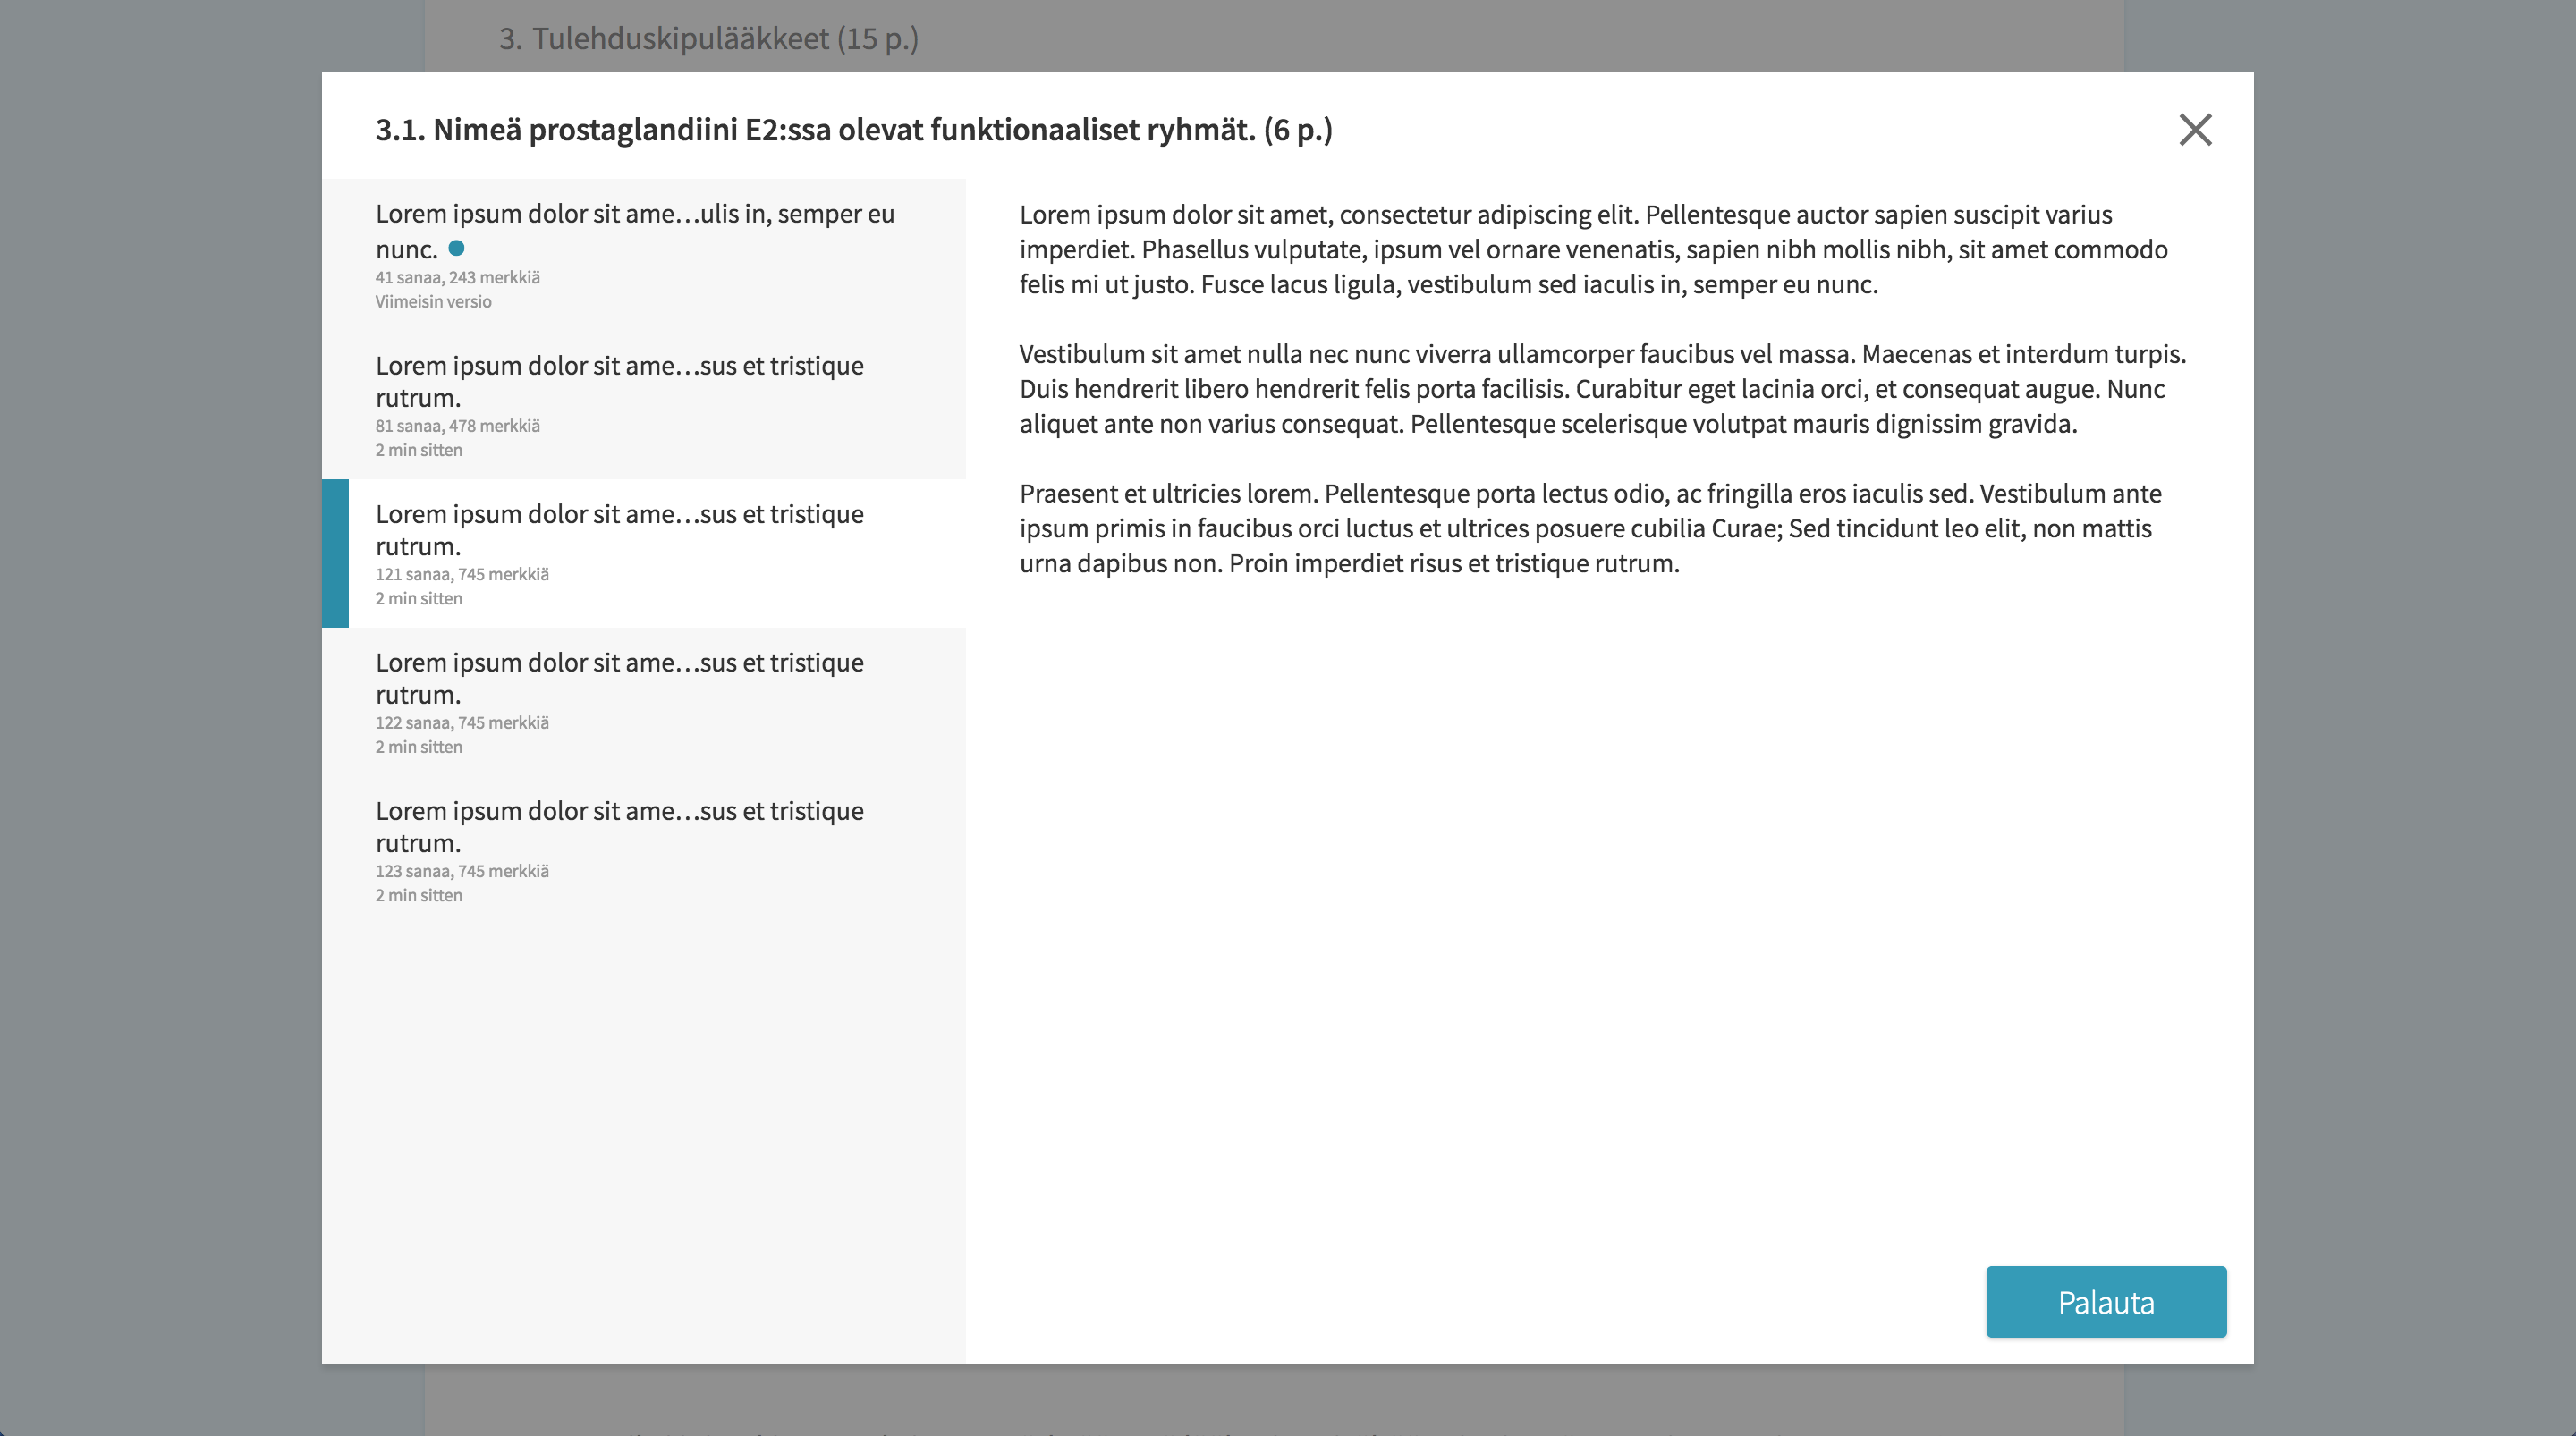 3. Tulehduskipulääkkeet (15 p.)
3.1. Nimeä prostaglandiini E2:ssa olevat funktionaaliset ryhmät. (6 p.)
Lorem ipsum dolor sit ame…ulis in, semper eu
nunc.
41 sanaa, 243 merkkiä
Viimeisin versio
Lorem ipsum dolor sit ame…sus et tristique
rutrum.
81 sanaa, 478 merkkiä
2 min sitten
Lorem ipsum dolor sit ame…sus et tristique
rutrum.
121 sanaa, 745 merkkiä
2 min sitten
Lorem ipsum dolor sit ame…sus et tristique
rutrum.
122 sanaa, 745 merkkiä
2 min sitten
Lorem ipsum dolor sit ame…sus et tristique
rutrum.
123 sanaa, 745 merkkiä
2 min sitten
Lorem ipsum dolor sit amet, consectetur adipiscing elit. Pellentesque auctor sapien suscipit varius
imperdiet. Phasellus vulputate, ipsum vel ornare venenatis, sapien nibh mollis nibh, sit amet commodo
felis mi ut justo. Fusce lacus ligula, vestibulum sed iaculis in, semper eu nunc.
Vestibulum sit amet nulla nec nunc viverra ullamcorper faucibus vel massa. Maecenas et interdum turpis.
Duis hendrerit libero hendrerit felis porta facilisis. Curabitur eget lacinia orci, et consequat augue. Nunc
aliquet ante non varius consequat. Pellentesque scelerisque volutpat mauris dignissim gravida.
Praesent et ultricies lorem. Pellentesque porta lectus odio, ac fringilla eros iaculis sed. Vestibulum ante
ipsum primis in faucibus orci luctus et ultrices posuere cubilia Curae; Sed tincidunt leo elit, non mattis
urna dapibus non. Proin imperdiet risus et tristique rutrum.
Palauta